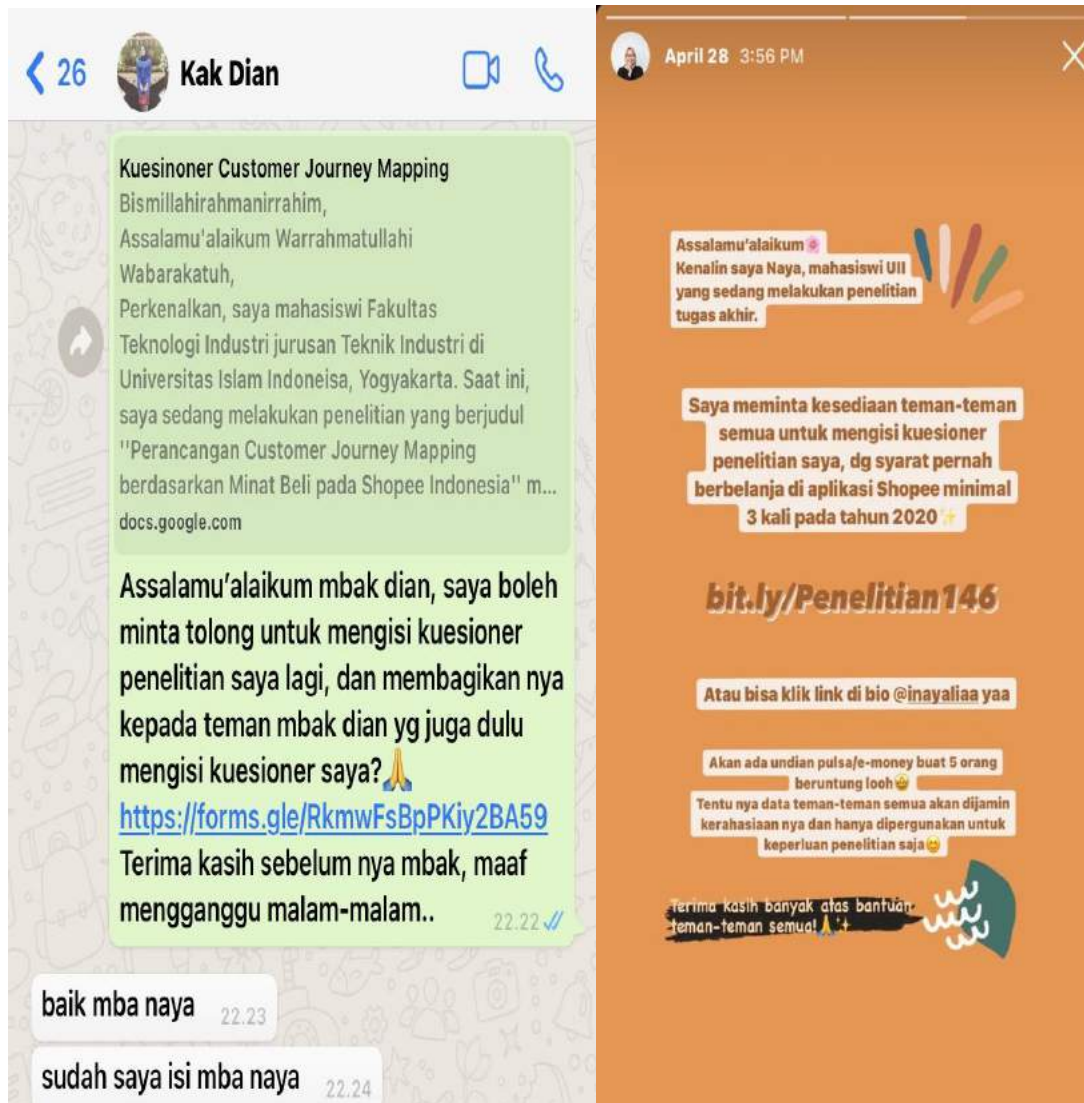 26
Kak Dian
Kuesinoner Customer Journey Mapping
Bismillahirahmanirrahim,
Assalamu'alaikum Warrahmatullahi
Wabarakatuh,
Perkenalkan, saya mahasiswi Fakultas
Teknologi Industri jurusan Teknik Industri di
Universitas Islam Indoneisa, Yogyakarta. Saat ini,
saya sedang melakukan penelitian yang berjudul
"Perancangan Customer Journey Mapping
berdasarkan Minat Beli pada Shopee Indonesia" m...
docs.google.com
Assalamu'alaikum mbak dian, saya boleh
minta tolong untuk mengisi kuesioner
penelitian saya lagi, dan membagikan nya
kepada teman mbak dian yg juga dulu
mengisi kuesioner saya?🙏
https://forms.gle/RkmwFsBpPKiy2BA59
Terima kasih sebelum nya mbak, maaf
mengganggu malam-malam..
22.22
baik mba naya 22.23
sudah saya isi mba naya 22.24
April 28 3:56 PM
Assalamu'alaikum🌸
Kenalin saya Naya, mahasiswi UII
yang sedang melakukan penelitian
tugas akhir.
Saya meminta kesediaan teman-teman
semua untuk mengisi kuesioner
penelitian saya, dg syarat pernah
berbelanja di aplikasi Shopee minimal
3 kali pada tahun 2020✨
bit.ly/Penelitian146
Atau bisa klik link di bio @inayaliaa yaa
Akan ada undian pulsa/e-money buat 5 orang
beruntung looh🤩
Tentu nya data teman-teman semua akan dijamin
kerahasiaan nya dan hanya dipergunakan untuk
keperluan penelitian saja😊
Terima kasih banyak atas bantuan
teman-teman semua!🙏✨